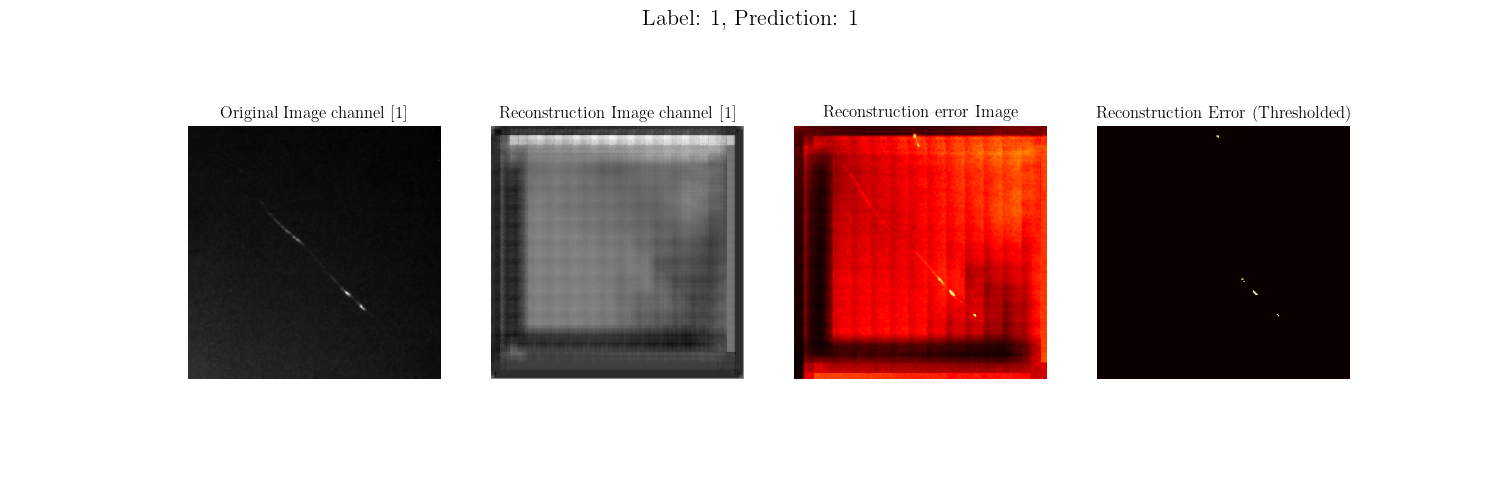 Label: 1, Prediction: 1
Original Image channel [1]
Reconstruction Image channel [1]
Reconstruction error Image
Reconstruction Error (Thresholded)